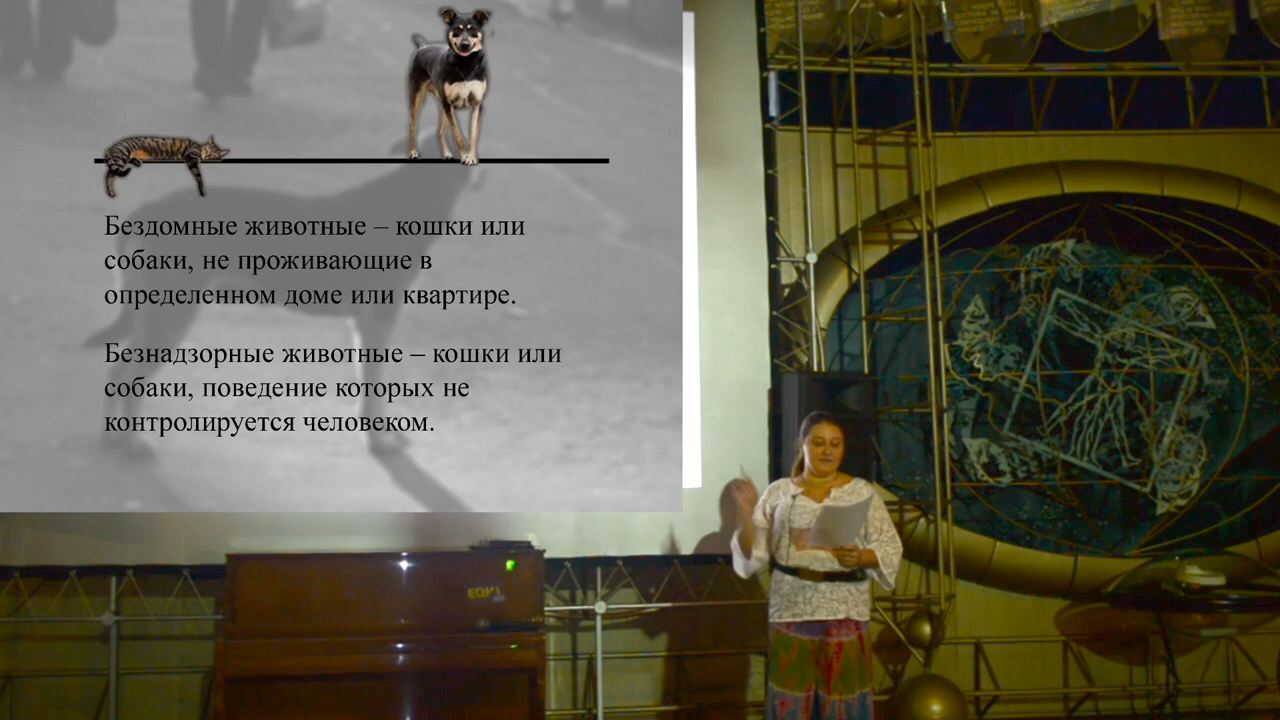 Бездомные животные – кошки или
собаки, не проживающие в
определенном доме или квартире.
Безнадзорные животные – кошки или
собаки, поведение которых не
контролируется человеком.